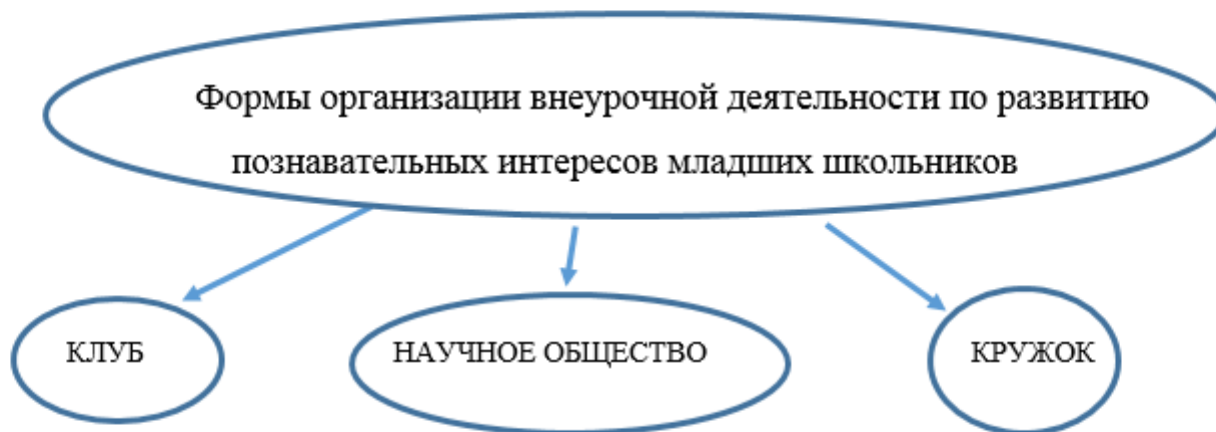 Формы организации внеурочной деятельности по развитию
познавательных интересов младших школьников
КЛУБ
НАУЧНОЕ ОБЩЕСТВО
КРУЖОК